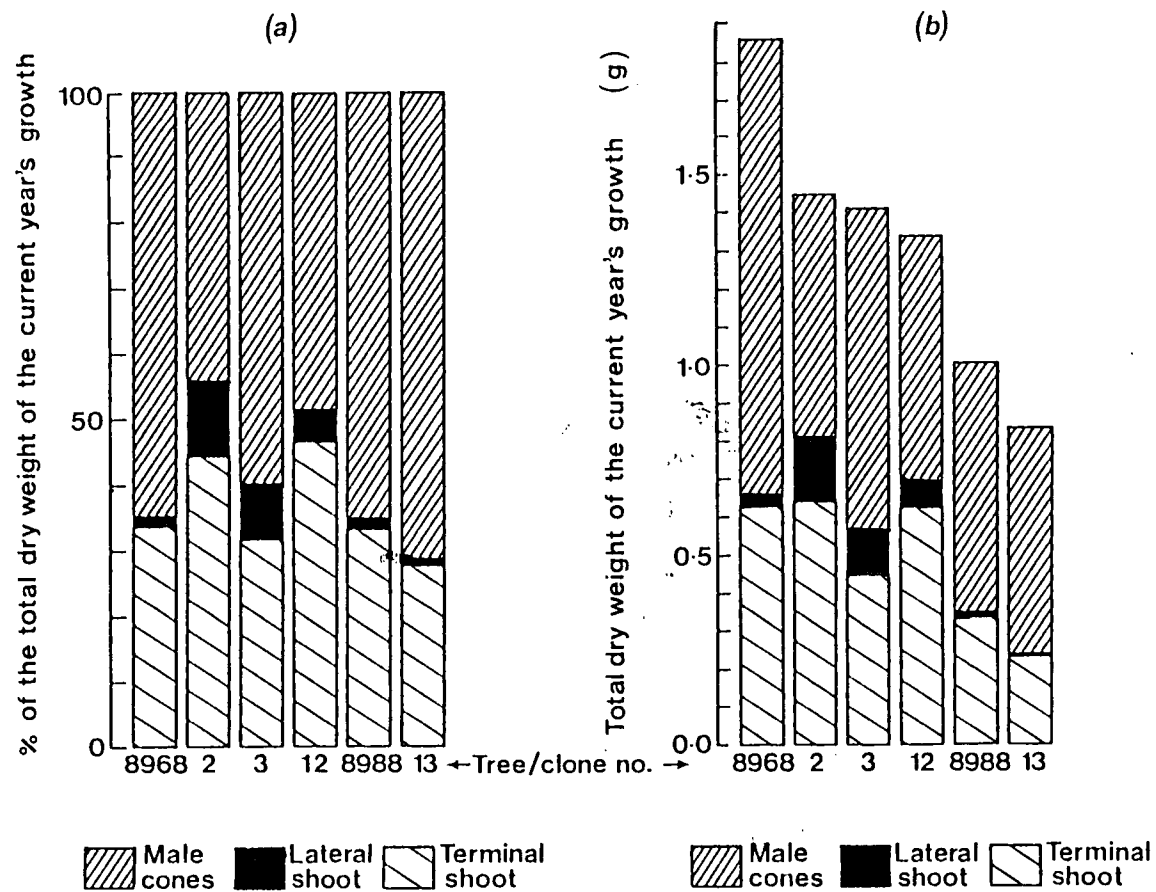 (a)
% of the total dry weight of the current year's growth
100
50
0
8968 2 3 12 8988 13
(b)
Total dry weight of the current year's growth (g)
1·5
1·0
0·5
0·0
8968 2 3 12 8988 13
←Tree/clone no. →
Male cones
Lateral shoot
Terminal shoot
Male cones
Lateral shoot
Terminal shoot